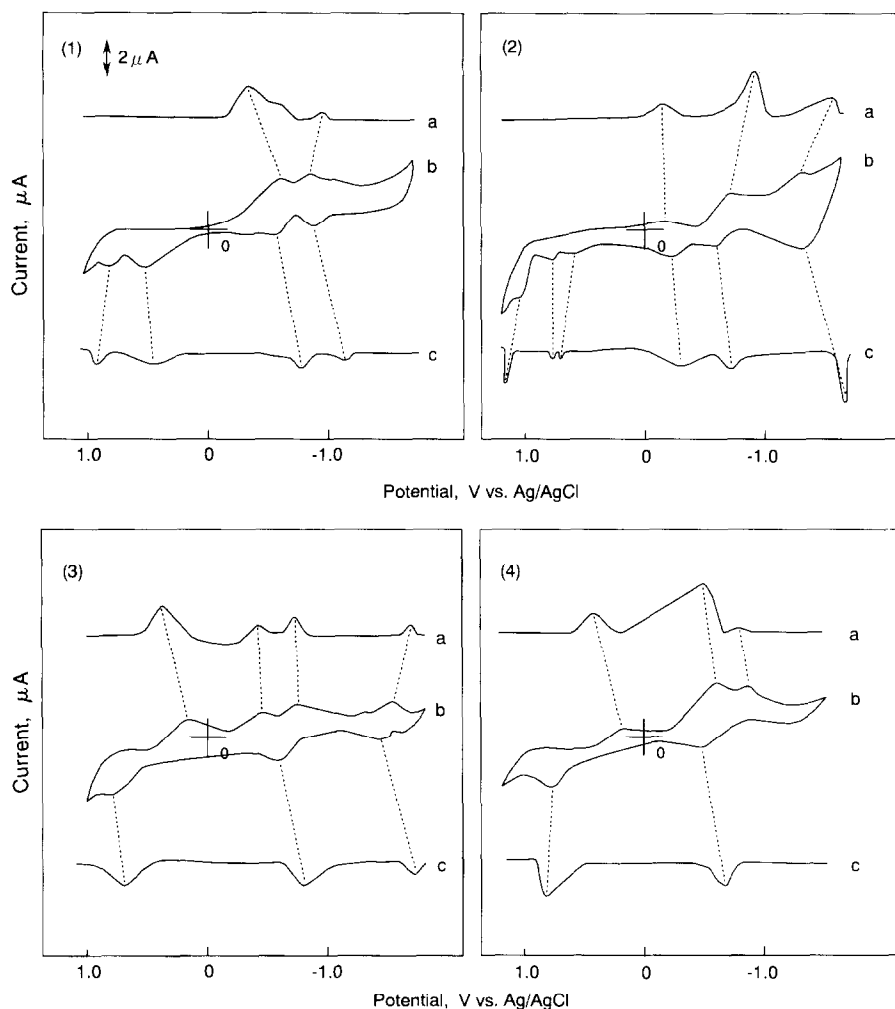 (1)
2 μA
a
b
0
c
(2)
a
b
0
c
Current, μA
1.0 0 -1.0
1.0 0 -1.0
Potential, V vs. Ag/AgCl
(3)
a
b
0
c
(4)
a
b
0
c
Current, μA
1.0 0 -1.0
1.0 0 -1.0
Potential, V vs. Ag/AgCl